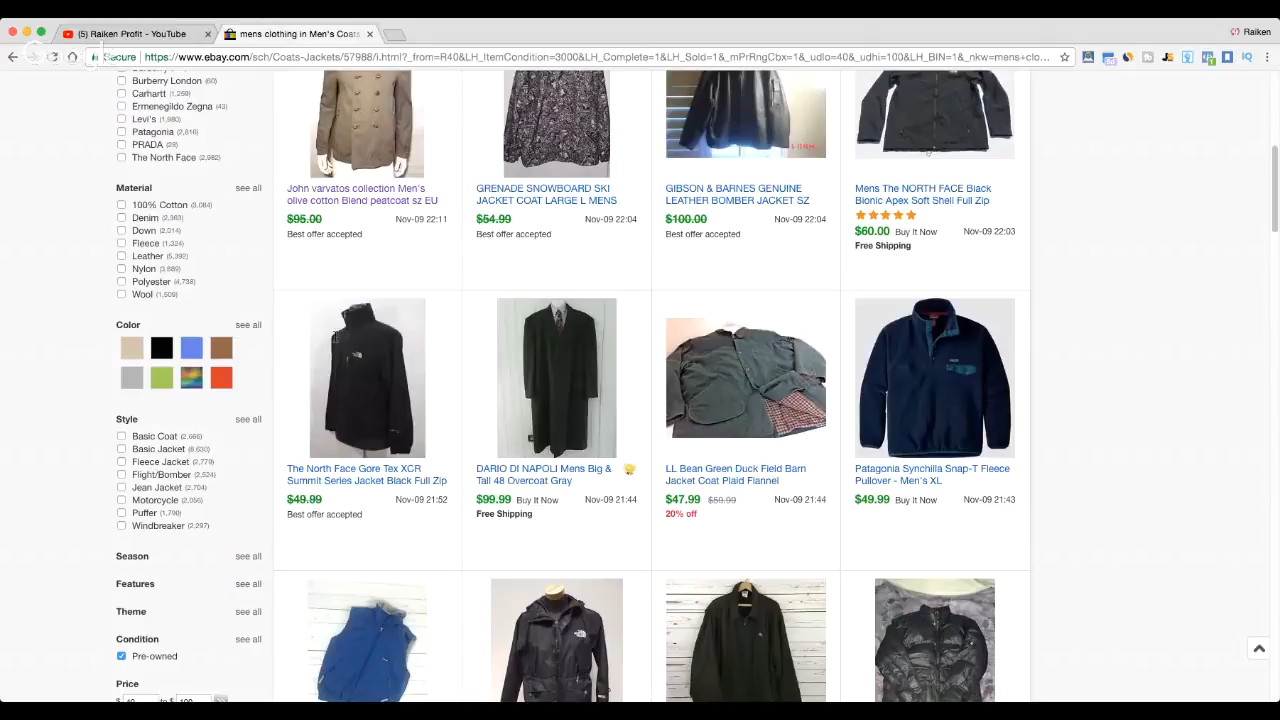 (5) Raiken Profit - YouTube
mens clothing in Men's Coats
Raiken
Secure
https://www.ebay.com/sch/Coats-Jackets/57988/i.html?_from=R40&LH_ItemCondition=3000&LH_Complete=1&LH_Sold=1&_mPrRngCbx=1&_udlo=40&_udhi=100&LH_BIN=1&_nkw=mens+clo...
Burberry London (60)
Carhartt (1,259)
Ermenegildo Zegna (43)
Levi's (1,980)
Patagonia (2,816)
PRADA (28)
The North Face (2,982)
Material see all
100% Cotton (3,084)
Denim (2,363)
Down (2,014)
Fleece (1,324)
Leather (5,392)
Nylon (3,889)
Polyester (4,738)
Wool (1,509)
Color see all
Style see all
Basic Coat (2,666)
Basic Jacket (8,630)
Fleece Jacket (2,779)
Flight/Bomber (2,524)
Jean Jacket (2,704)
Motorcycle (2,056)
Puffer (1,790)
Windbreaker (2,297)
Season see all
Features see all
Theme see all
Condition see all
Pre-owned
Price
John varvatos collection Men's
olive cotton Blend peatcoat sz EU
$95.00 Nov-09 22:11
Best offer accepted
GRENADE SNOWBOARD SKI
JACKET COAT LARGE L MENS
$54.99 Nov-09 22:04
Best offer accepted
GIBSON & BARNES GENUINE
LEATHER BOMBER JACKET SZ
$100.00 Nov-09 22:04
Best offer accepted
Mens The NORTH FACE Black
Bionic Apex Soft Shell Full Zip
$60.00 Buy It Now Nov-09 22:03
Free Shipping
The North Face Gore Tex XCR
Summit Series Jacket Black Full Zip
$49.99 Nov-09 21:52
Best offer accepted
DARIO DI NAPOLI Mens Big &
Tall 48 Overcoat Gray
$99.99 Buy It Now Nov-09 21:44
Free Shipping
LL Bean Green Duck Field Barn
Jacket Coat Plaid Flannel
$47.99 $59.99 Nov-09 21:44
20% off
Patagonia Synchilla Snap-T Fleece
Pullover - Men's XL
$49.99 Buy It Now Nov-09 21:43